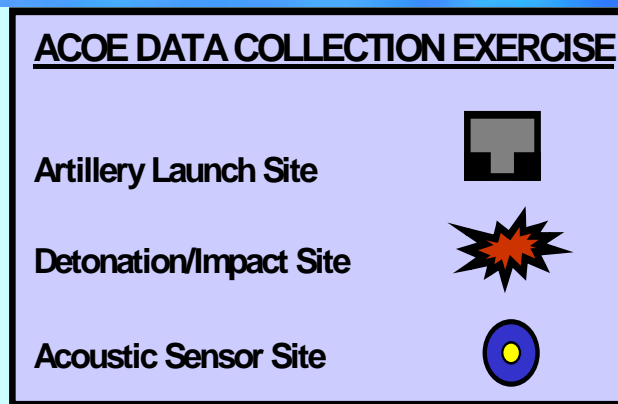 ACOE DATA COLLECTION EXERCISE
Artillery Launch Site
Detonation/Impact Site
Acoustic Sensor Site